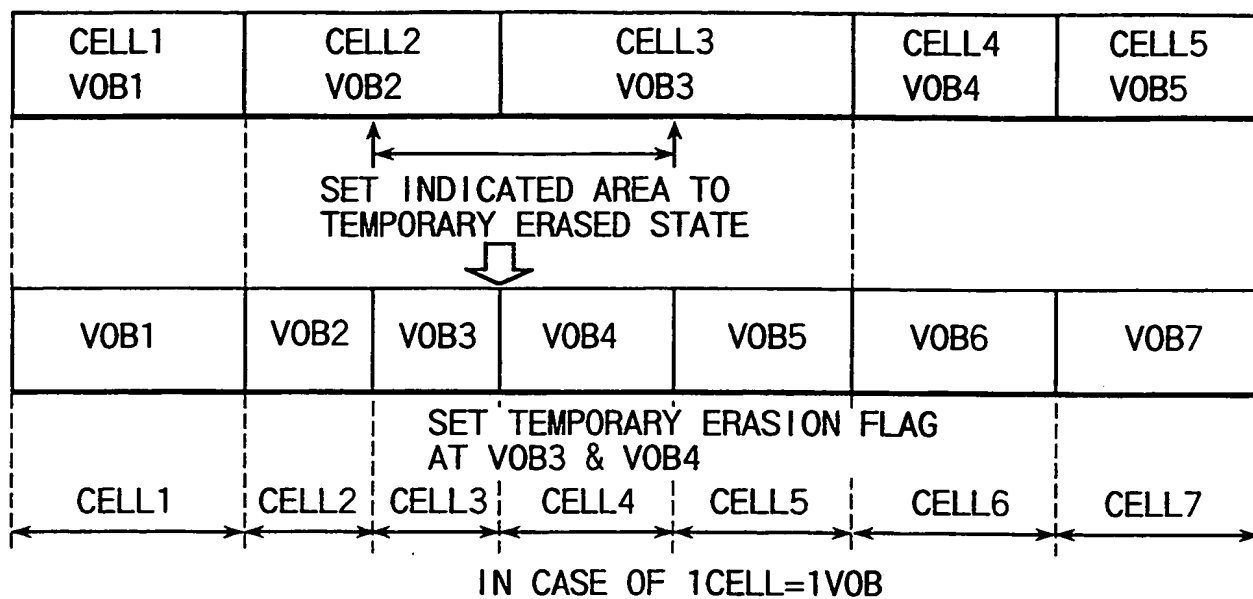 CELL1 CELL2 CELL3 CELL4 CELL5
VOB1 VOB2 VOB3 VOB4 VOB5
SET INDICATED AREA TO
TEMPORARY ERASED STATE
VOB1 VOB2 VOB3 VOB4 VOB5 VOB6 VOB7
SET TEMPORARY ERASION FLAG
AT VOB3 & VOB4
CELL1 CELL2 CELL3 CELL4 CELL5 CELL6 CELL7
IN CASE OF 1CELL=1VOB